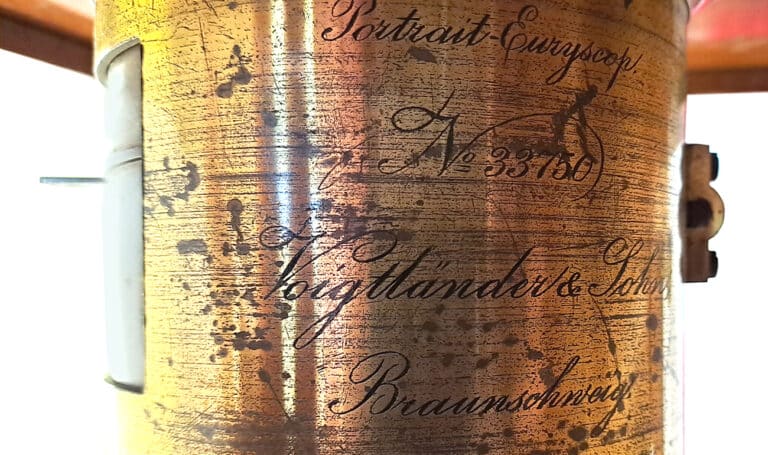 Portrait-Euryscop.
No 33750
Voigtländer & Sohn
Braunschweig.